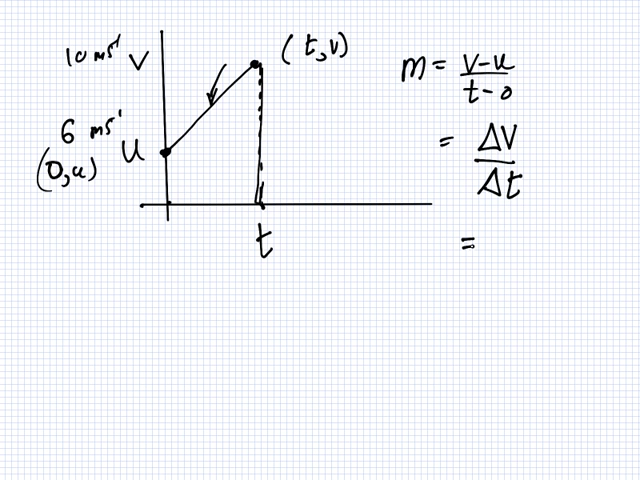 10 ms⁻¹ V
(t,v)
6 ms⁻¹ U
(0,u)
t
m = v-u
t-0
= ΔV
Δt
=